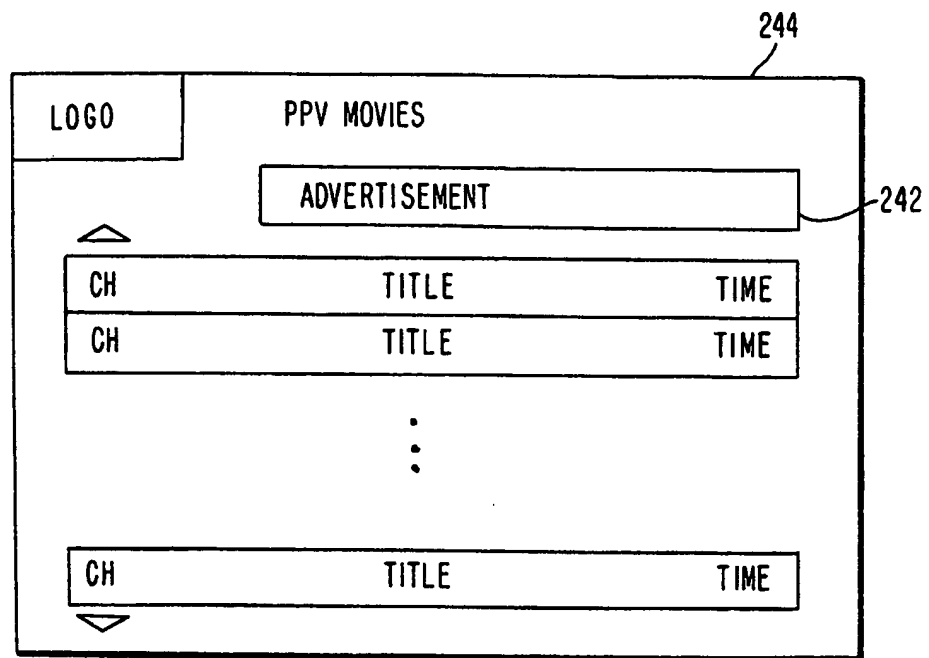 244
LOGO PPV MOVIES
ADVERTISEMENT
242
CH TITLE TIME
CH TITLE TIME
CH TITLE TIME